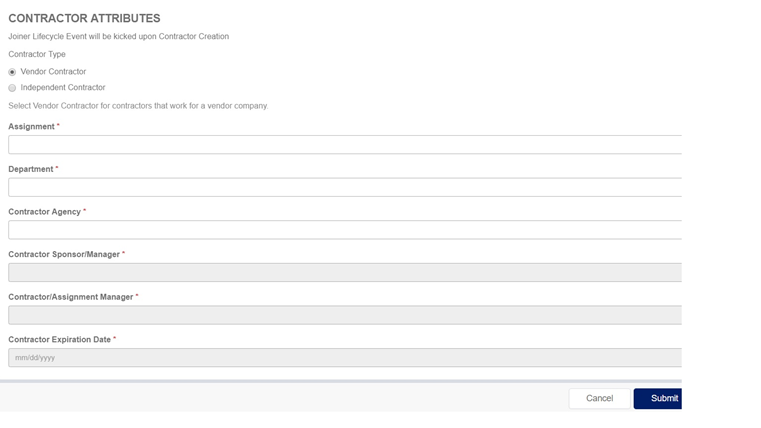 CONTRACTOR ATTRIBUTES
Joiner Lifecycle Event will be kicked upon Contractor Creation
Contractor Type
Vendor Contractor
Independent Contractor
Select Vendor Contractor for contractors that work for a vendor company.
Assignment *
Department *
Contractor Agency *
Contractor Sponsor/Manager *
Contractor/Assignment Manager *
Contractor Expiration Date *
mm/dd/yyyy
Cancel Submit